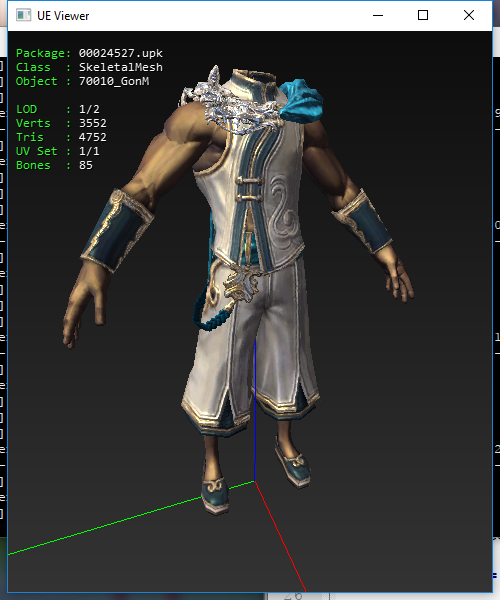 UE Viewer
Package: 00024527.upk
Class : SkeletalMesh
Object : 70010_GonM
LOD : 1/2
Verts : 3552
Tris : 4752
UV Set : 1/1
Bones : 85